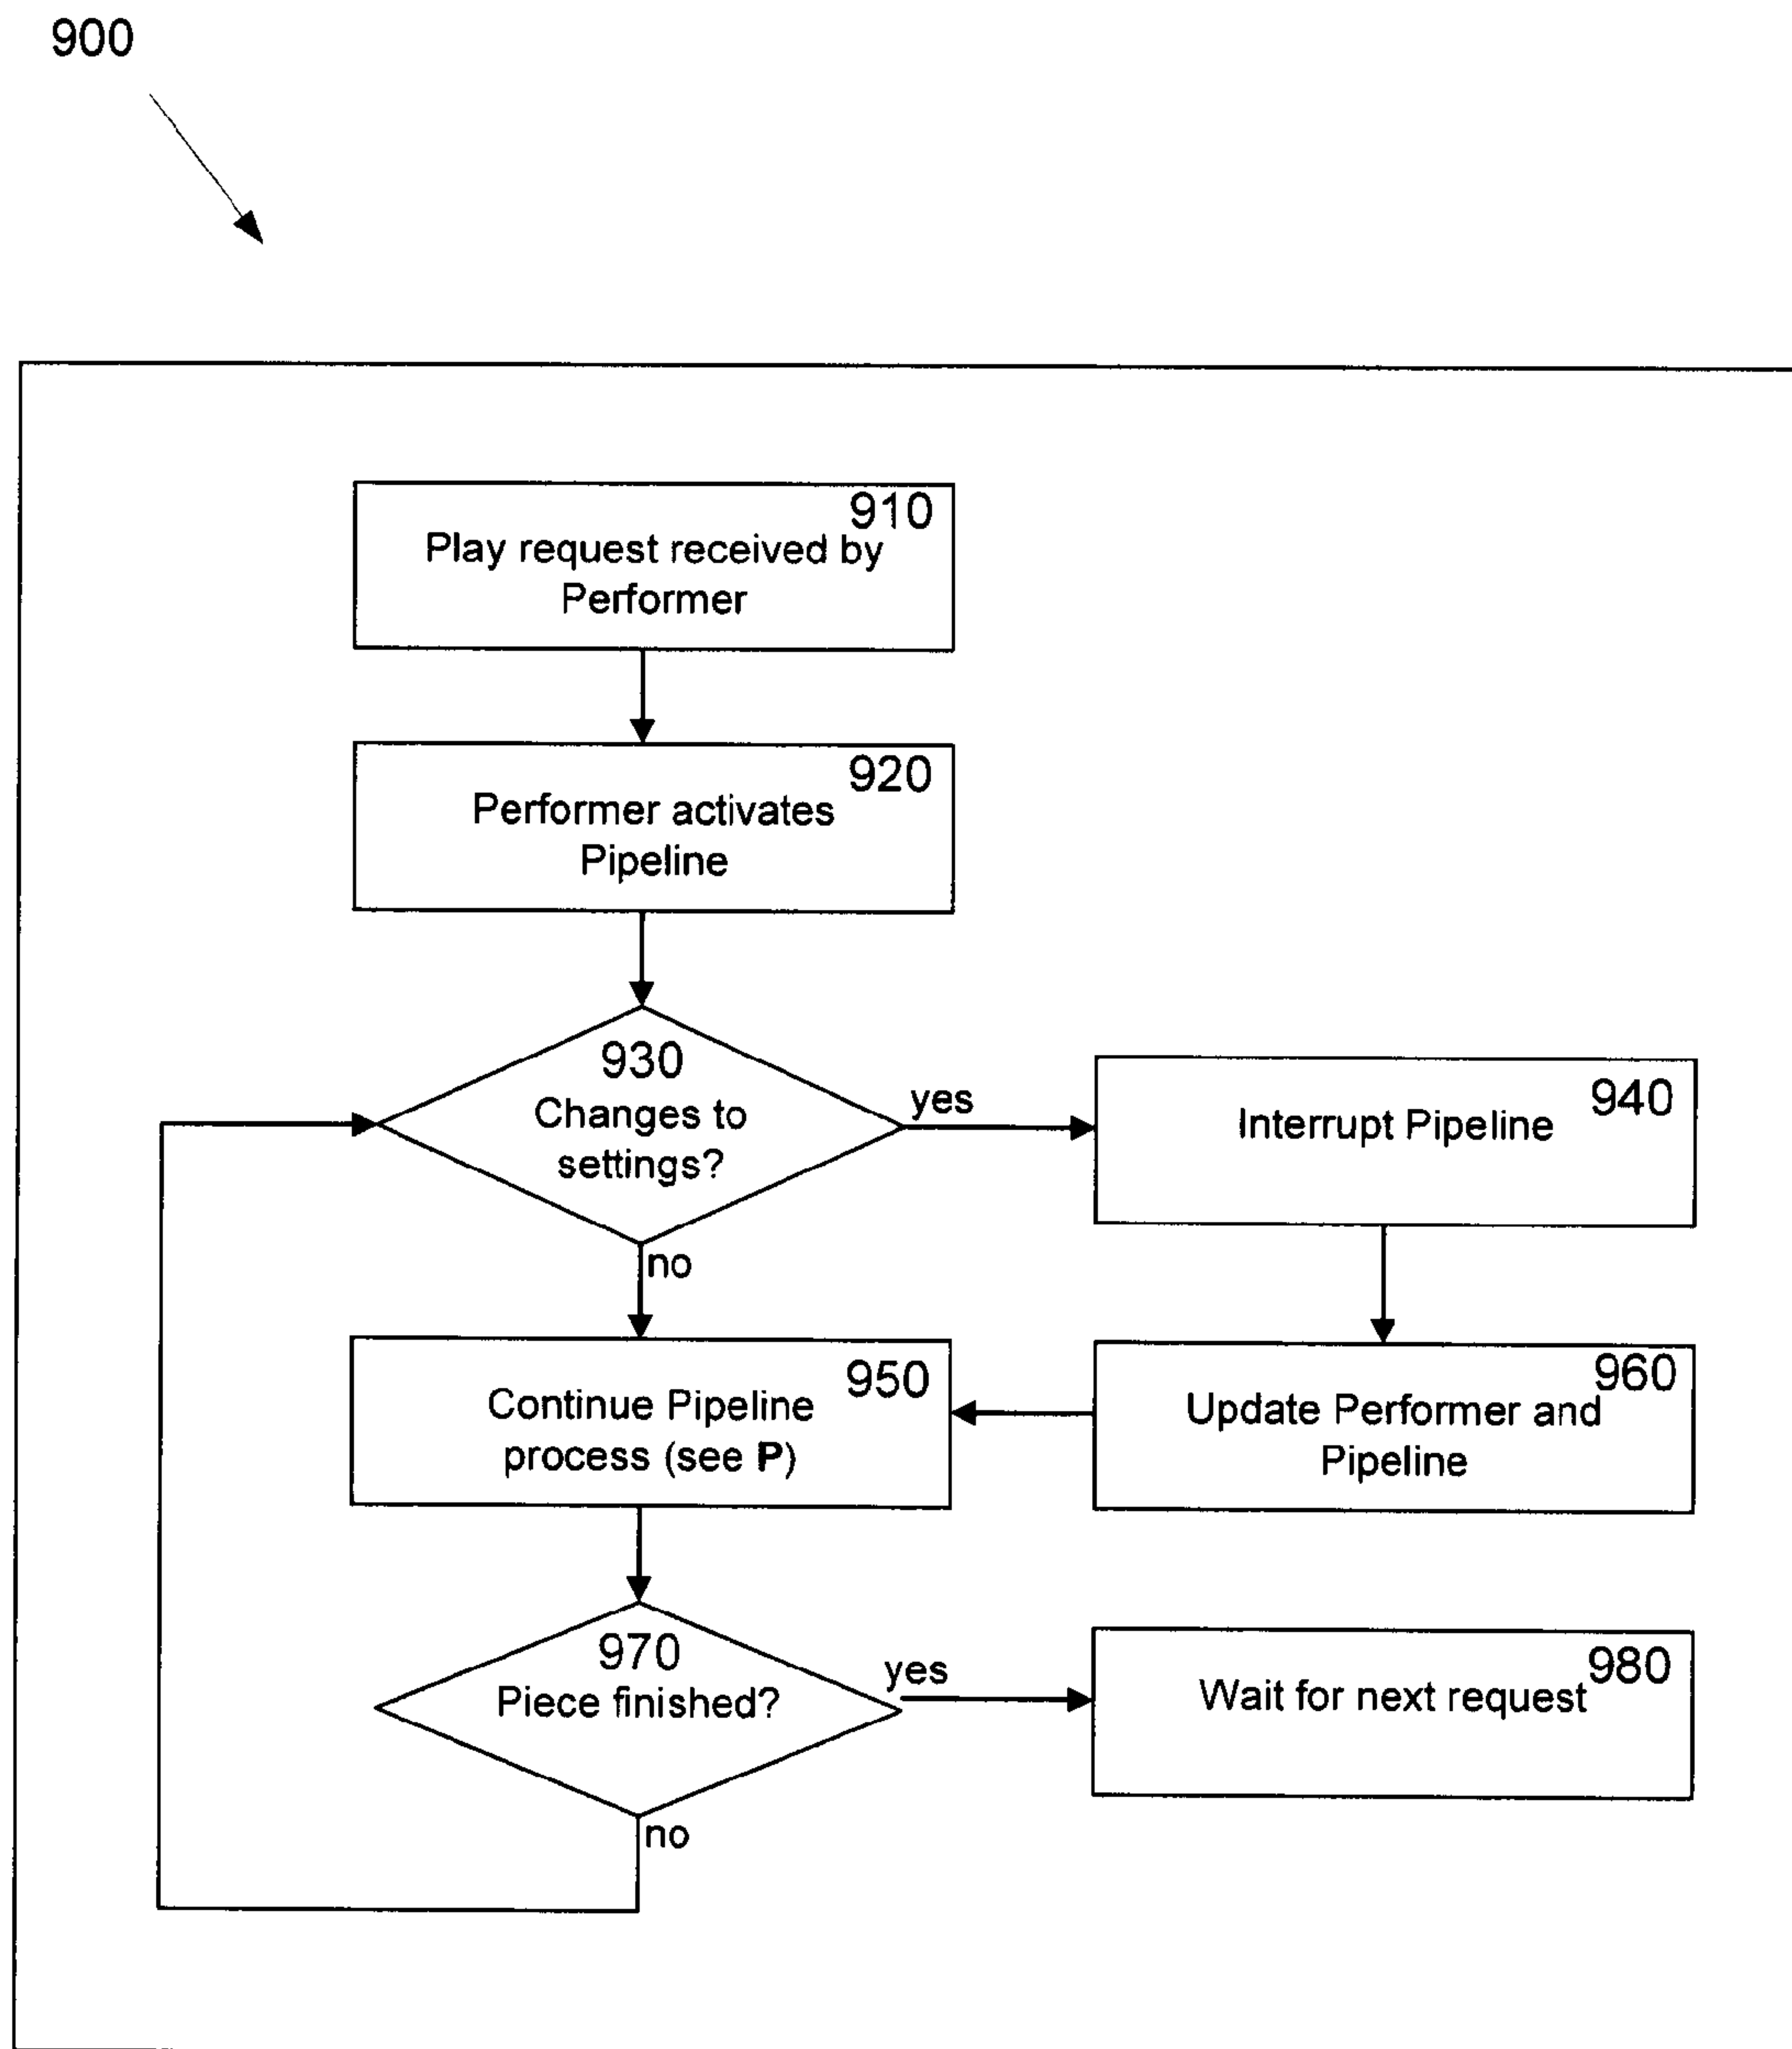 900
910
Play request received by
Performer
920
Performer activates
Pipeline
930
Changes to
settings?
yes
940
Interrupt Pipeline
no
950
Continue Pipeline
process (see P)
960
Update Performer and
Pipeline
970
Piece finished?
yes
980
Wait for next request
no